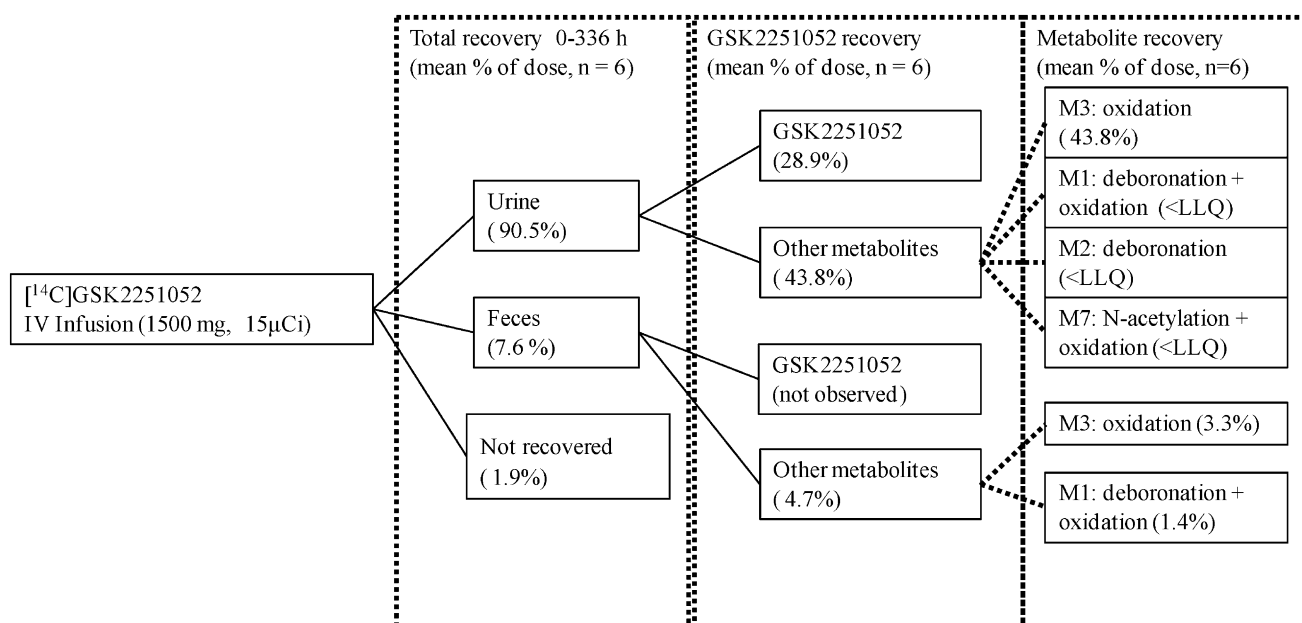 Total recovery 0-336 h
(mean % of dose, n = 6)
GSK2251052 recovery
(mean % of dose, n = 6)
Metabolite recovery
(mean % of dose, n=6)
[¹⁴C]GSK2251052
IV Infusion (1500 mg, 15μCi)
Urine
( 90.5%)
Feces
(7.6 %)
Not recovered
( 1.9%)
GSK2251052
(28.9%)
Other metabolites
( 43.8%)
GSK2251052
(not observed)
Other metabolites
( 4.7%)
M3: oxidation
( 43.8%)
M1: deboronation +
oxidation (<LLQ)
M2: deboronation
(<LLQ)
M7: N-acetylation +
oxidation (<LLQ)
M3: oxidation (3.3%)
M1: deboronation +
oxidation (1.4%)